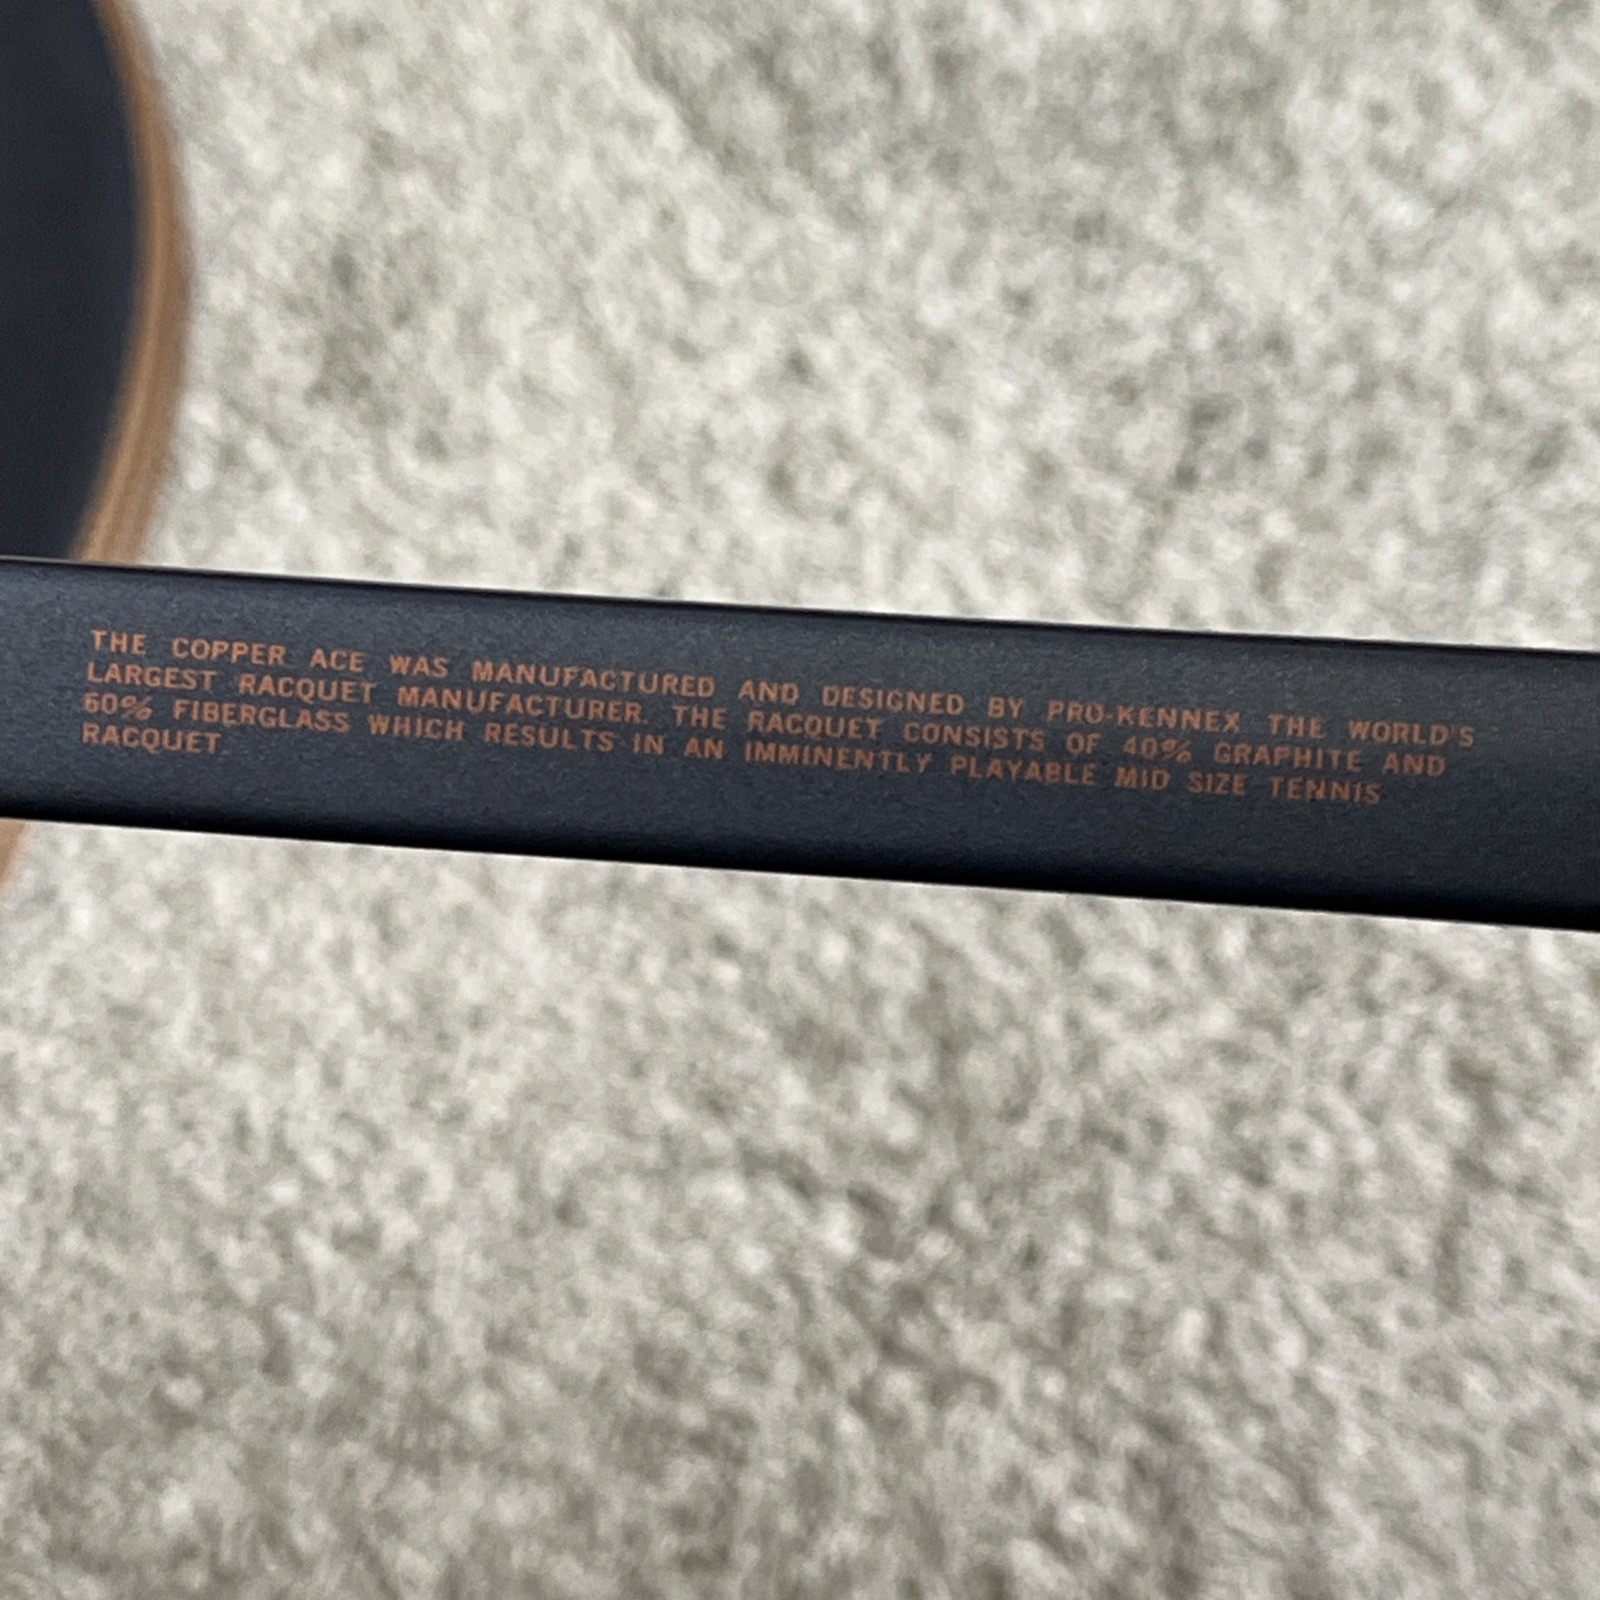 THE COPPER ACE WAS MANUFACTURED AND DESIGNED BY PRO-KENNEX THE WORLD'S
LARGEST RACQUET MANUFACTURER. THE RACQUET CONSISTS OF 40% GRAPHITE AND
60% FIBERGLASS WHICH RESULTS IN AN IMMINENTLY PLAYABLE MID SIZE TENNIS
RACQUET.